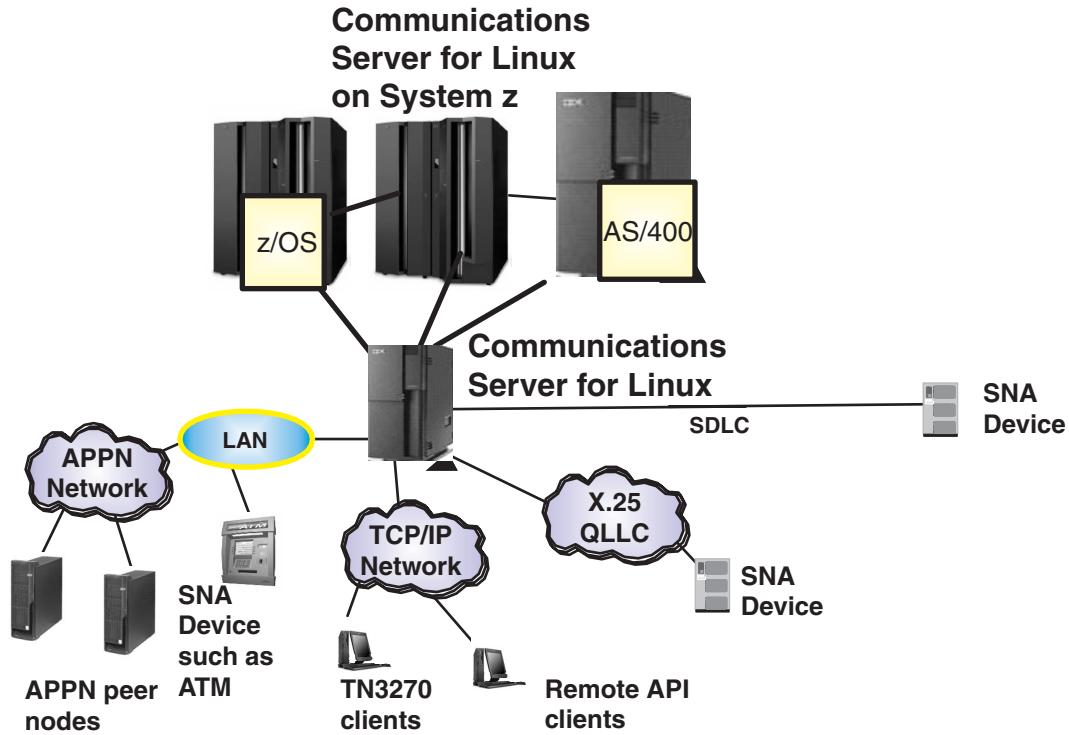 Communications
Server for Linux
on System z
z/OS
AS/400
Communications
Server for Linux
SDLC
SNA
Device
LAN
APPN
Network
X.25
QLLC
TCP/IP
Network
ATM
SNA
Device
SNA
Device
such as
ATM
APPN peer
nodes
TN3270
clients
Remote API
clients